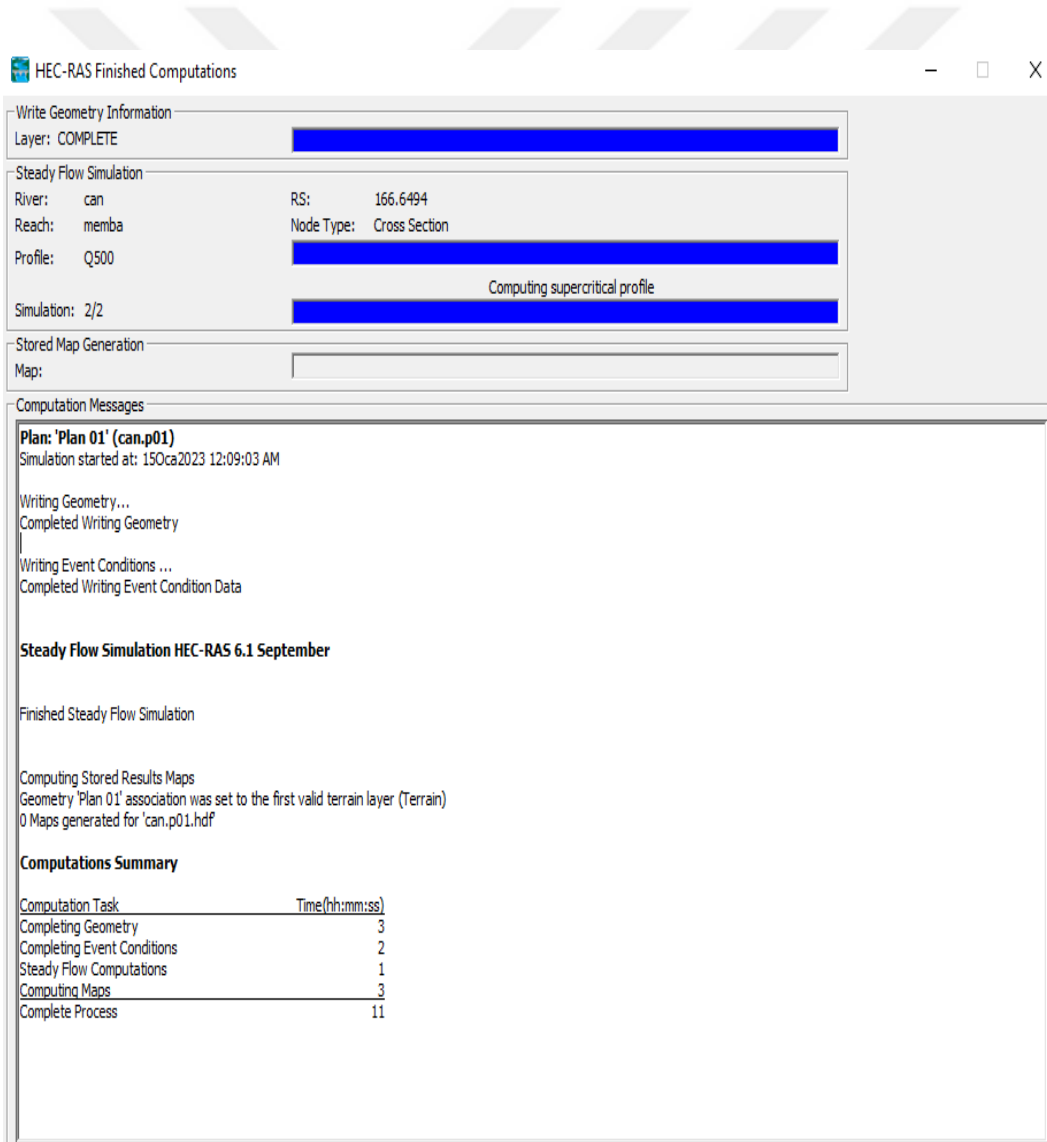 HEC-RAS Finished Computations
Write Geometry Information
Layer: COMPLETE
Steady Flow Simulation
River: can RS: 166.6494
Reach: memba Node Type: Cross Section
Profile: Q500
Computing supercritical profile
Simulation: 2/2
Stored Map Generation
Map:
Computation Messages
Plan: 'Plan 01' (can.p01)
Simulation started at: 15Oca2023 12:09:03 AM
Writing Geometry...
Completed Writing Geometry
Writing Event Conditions ...
Completed Writing Event Condition Data
Steady Flow Simulation HEC-RAS 6.1 September
Finished Steady Flow Simulation
Computing Stored Results Maps
Geometry 'Plan 01' association was set to the first valid terrain layer (Terrain)
0 Maps generated for 'can.p01.hdf'
Computations Summary
Computation Task Time(hh:mm:ss)
Completing Geometry 3
Completing Event Conditions 2
Steady Flow Computations 1
Computing Maps 3
Complete Process 11